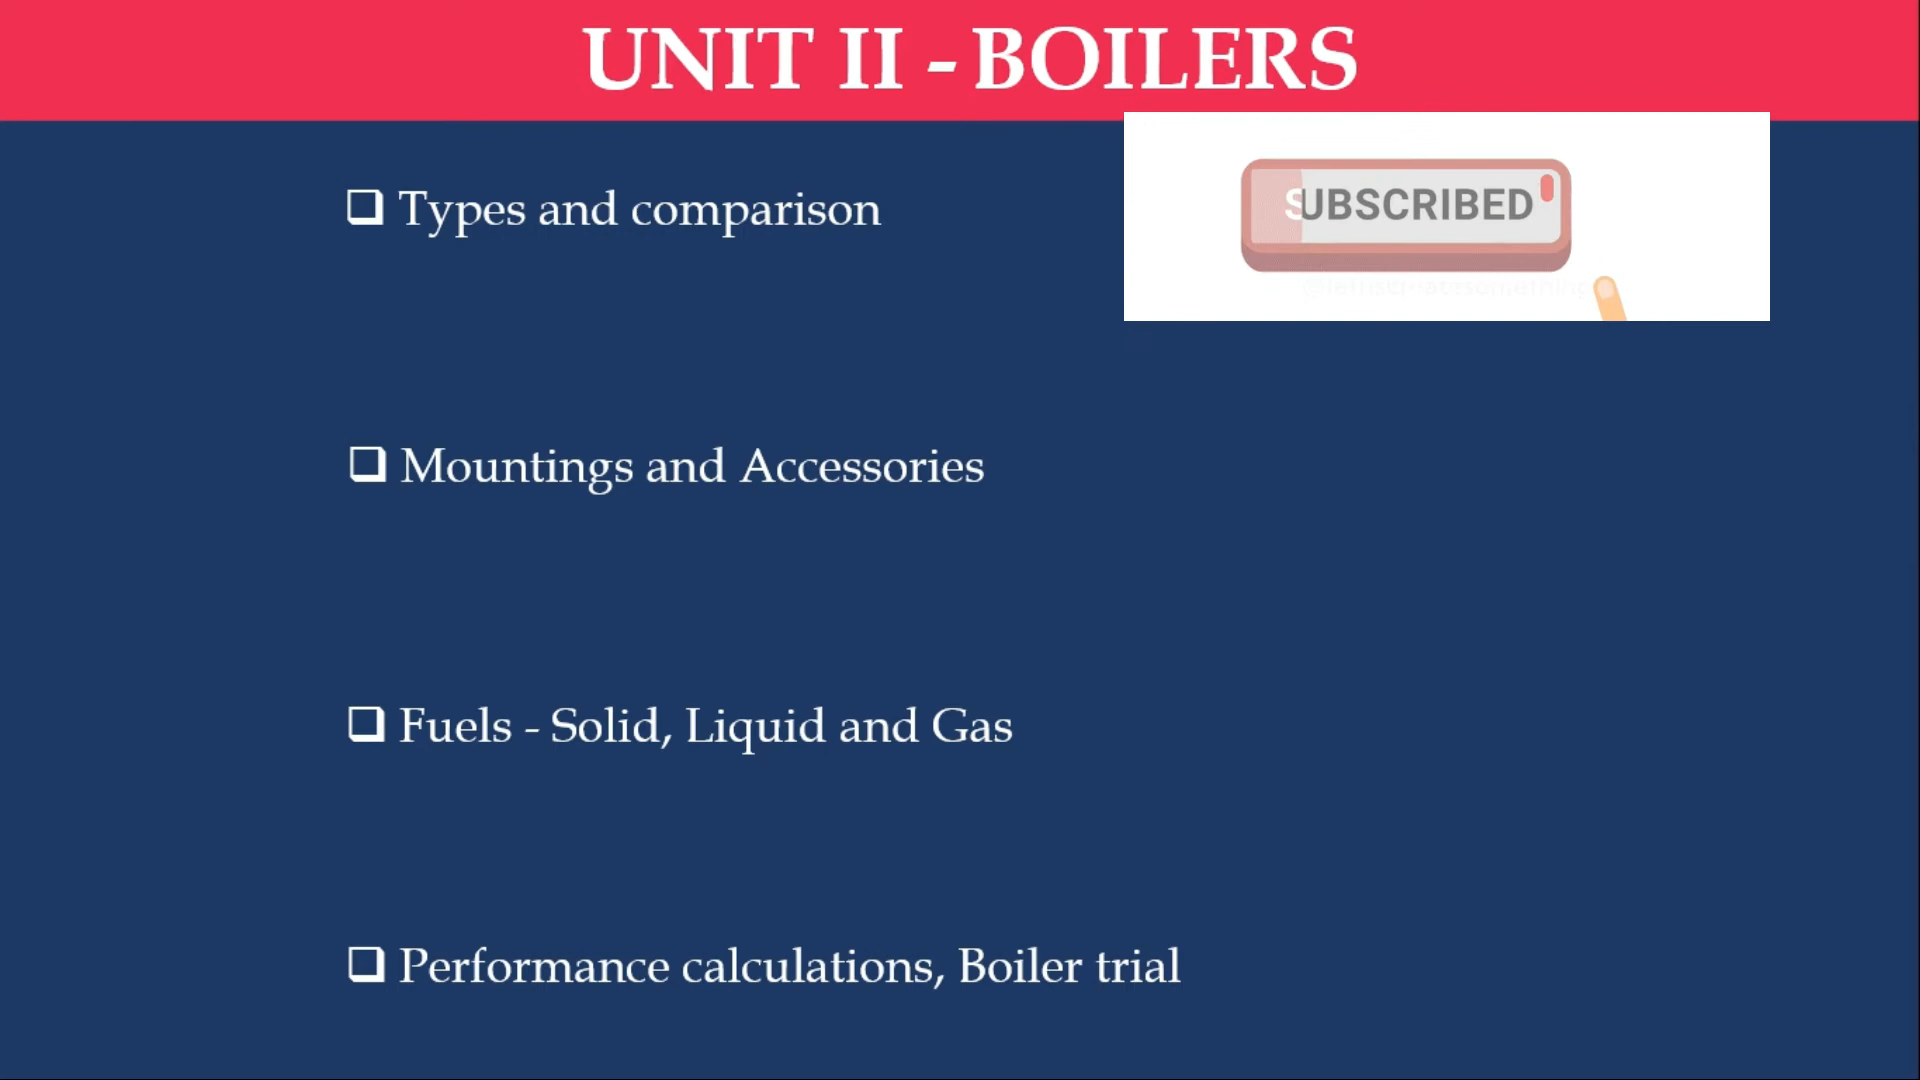 UNIT II - BOILERS
Types and comparison
SUBSCRIBED
Mountings and Accessories
Fuels - Solid, Liquid and Gas
Performance calculations, Boiler trial